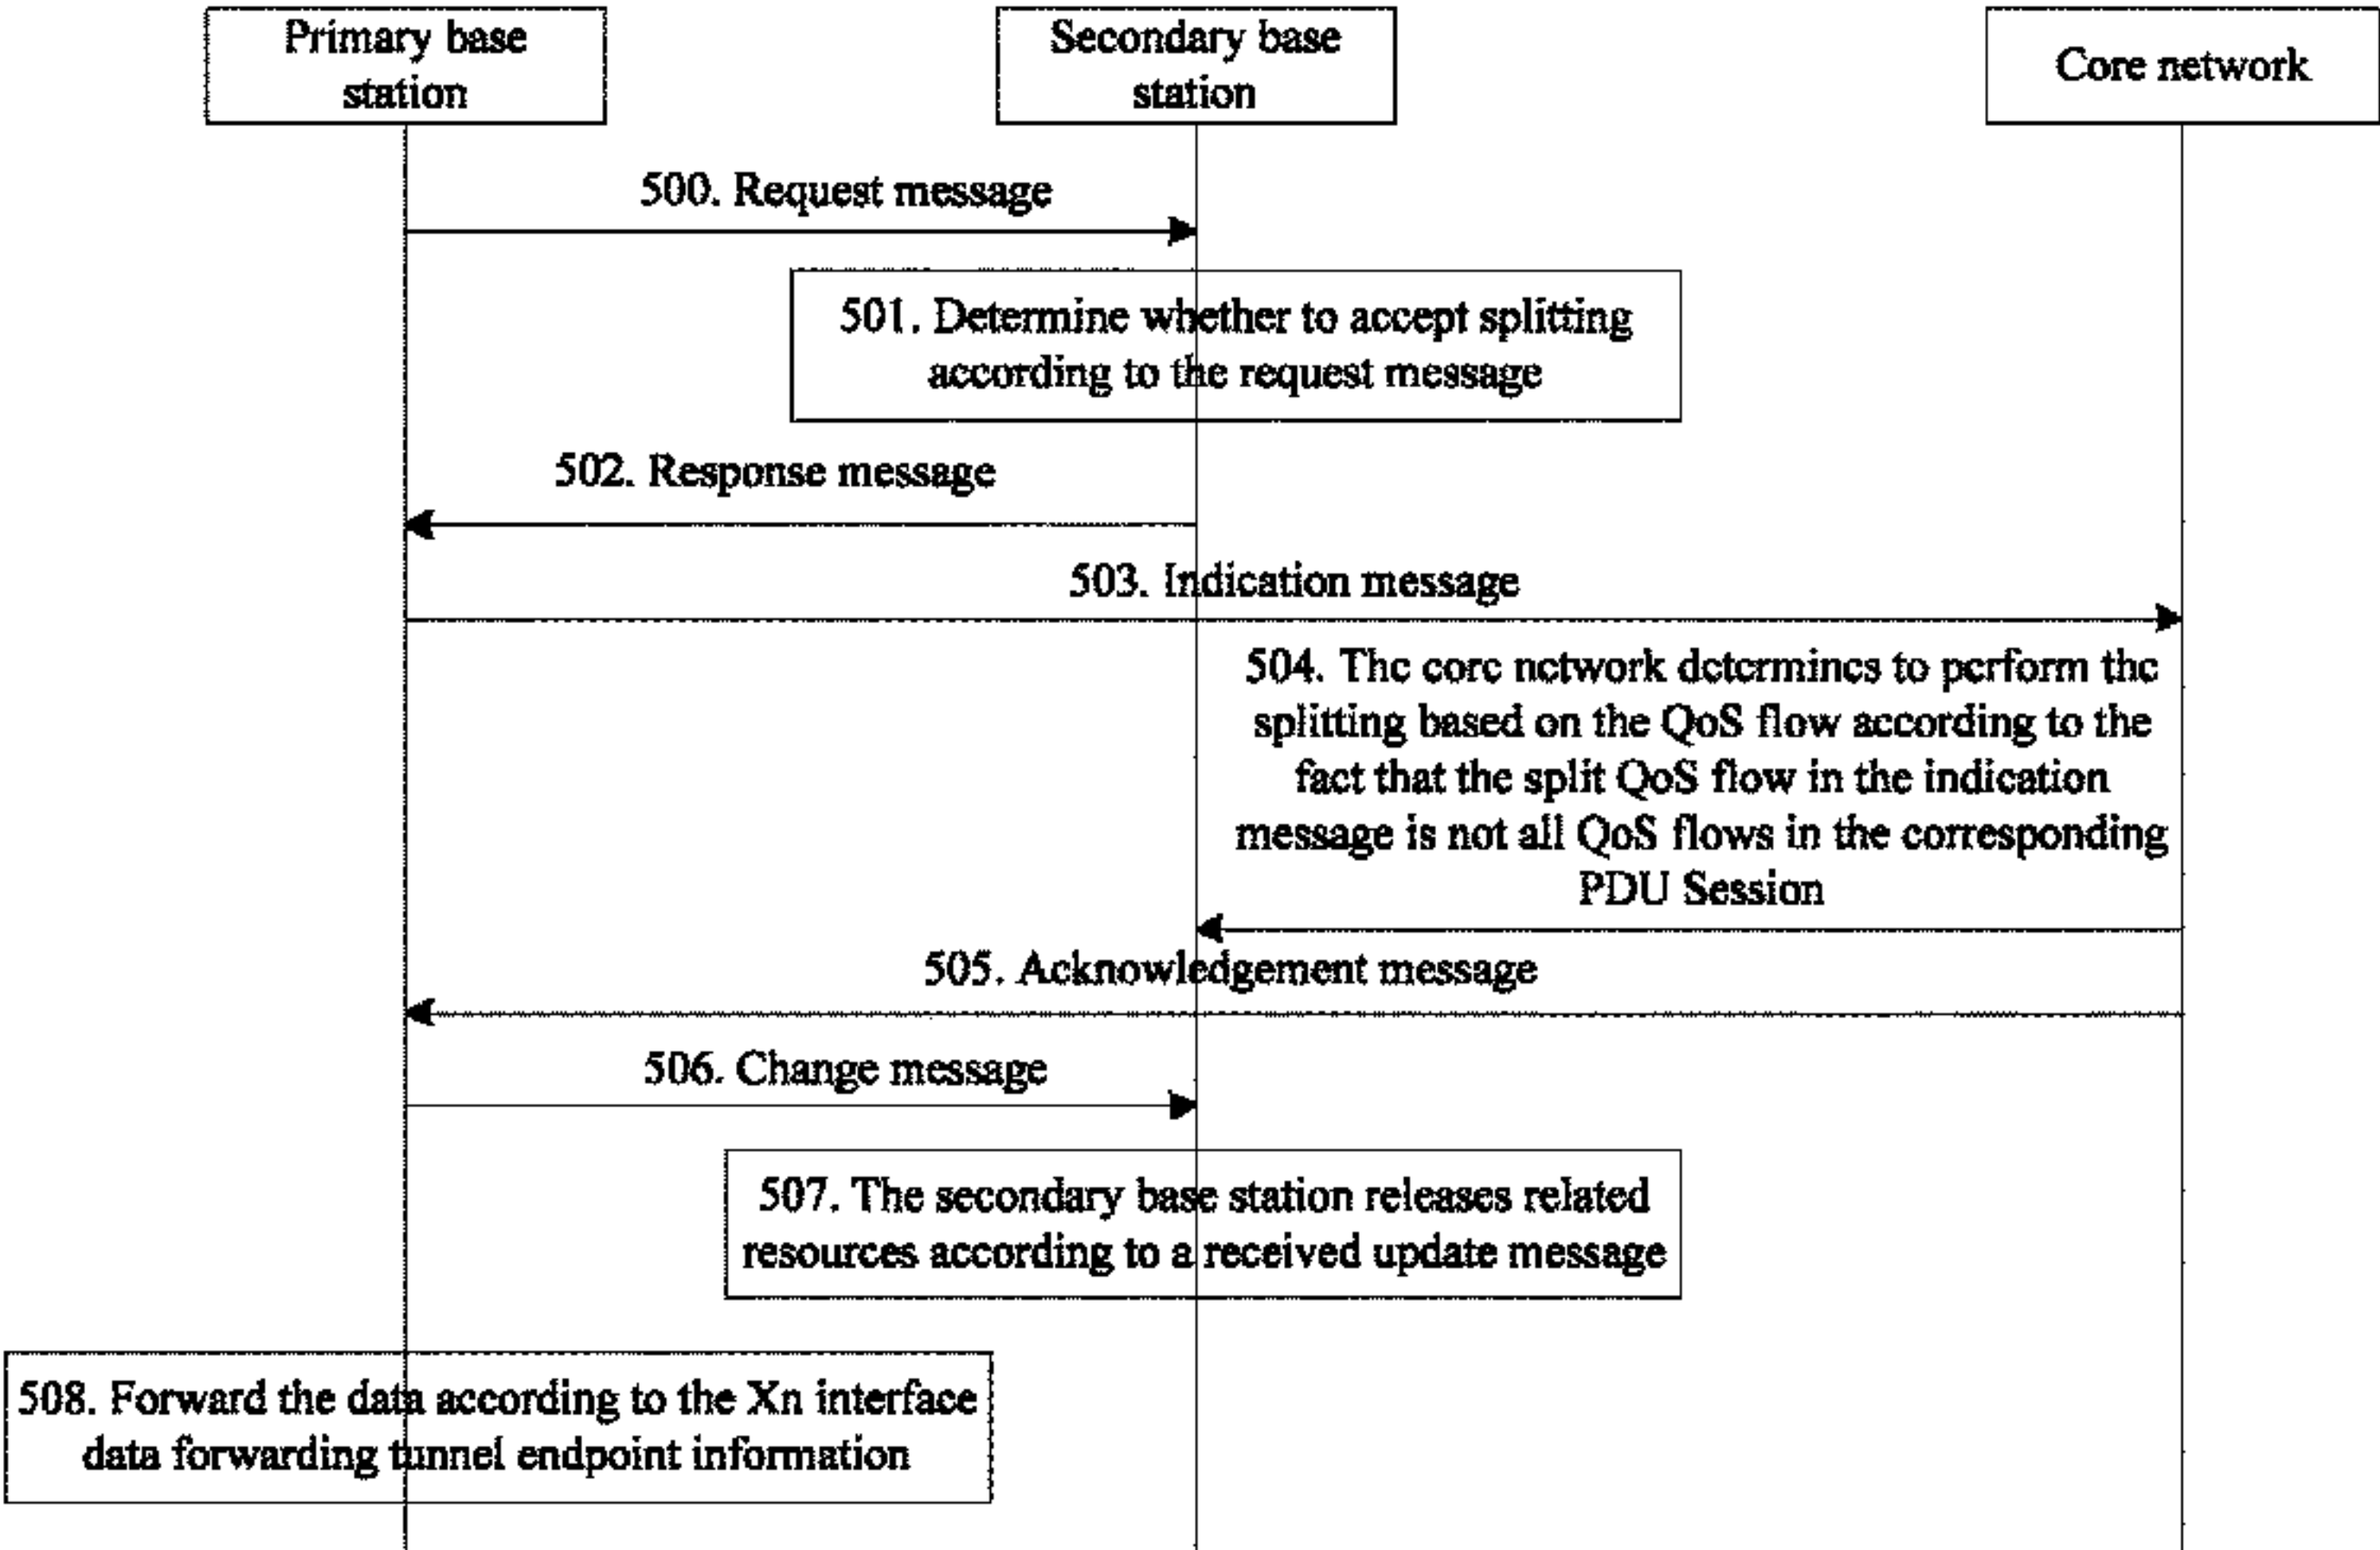 Primary base
station
Secondary base
station
Core network
500. Request message
501. Determine whether to accept splitting
according to the request message
502. Response message
503. Indication message
504. The core network determines to perform the
splitting based on the QoS flow according to the
fact that the split QoS flow in the indication
message is not all QoS flows in the corresponding
PDU Session
505. Acknowledgement message
506. Change message
507. The secondary base station releases related
resources according to a received update message
508. Forward the data according to the Xn interface
data forwarding tunnel endpoint information